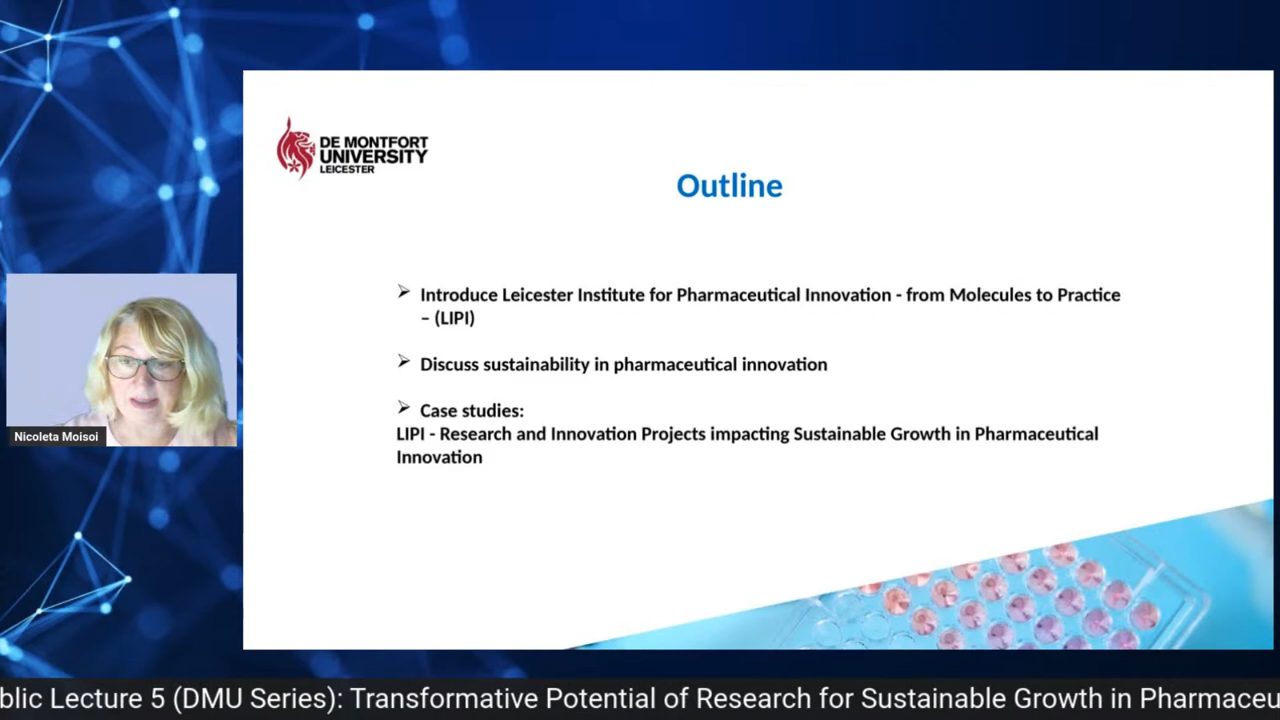 DE MONTFORT
UNIVERSITY
LEICESTER
Outline
➢ Introduce Leicester Institute for Pharmaceutical Innovation - from Molecules to Practice
– (LIPI)
➢ Discuss sustainability in pharmaceutical innovation
➢ Case studies:
LIPI - Research and Innovation Projects impacting Sustainable Growth in Pharmaceutical
Innovation
Nicoleta Moisoi
blic Lecture 5 (DMU Series): Transformative Potential of Research for Sustainable Growth in Pharmaceu